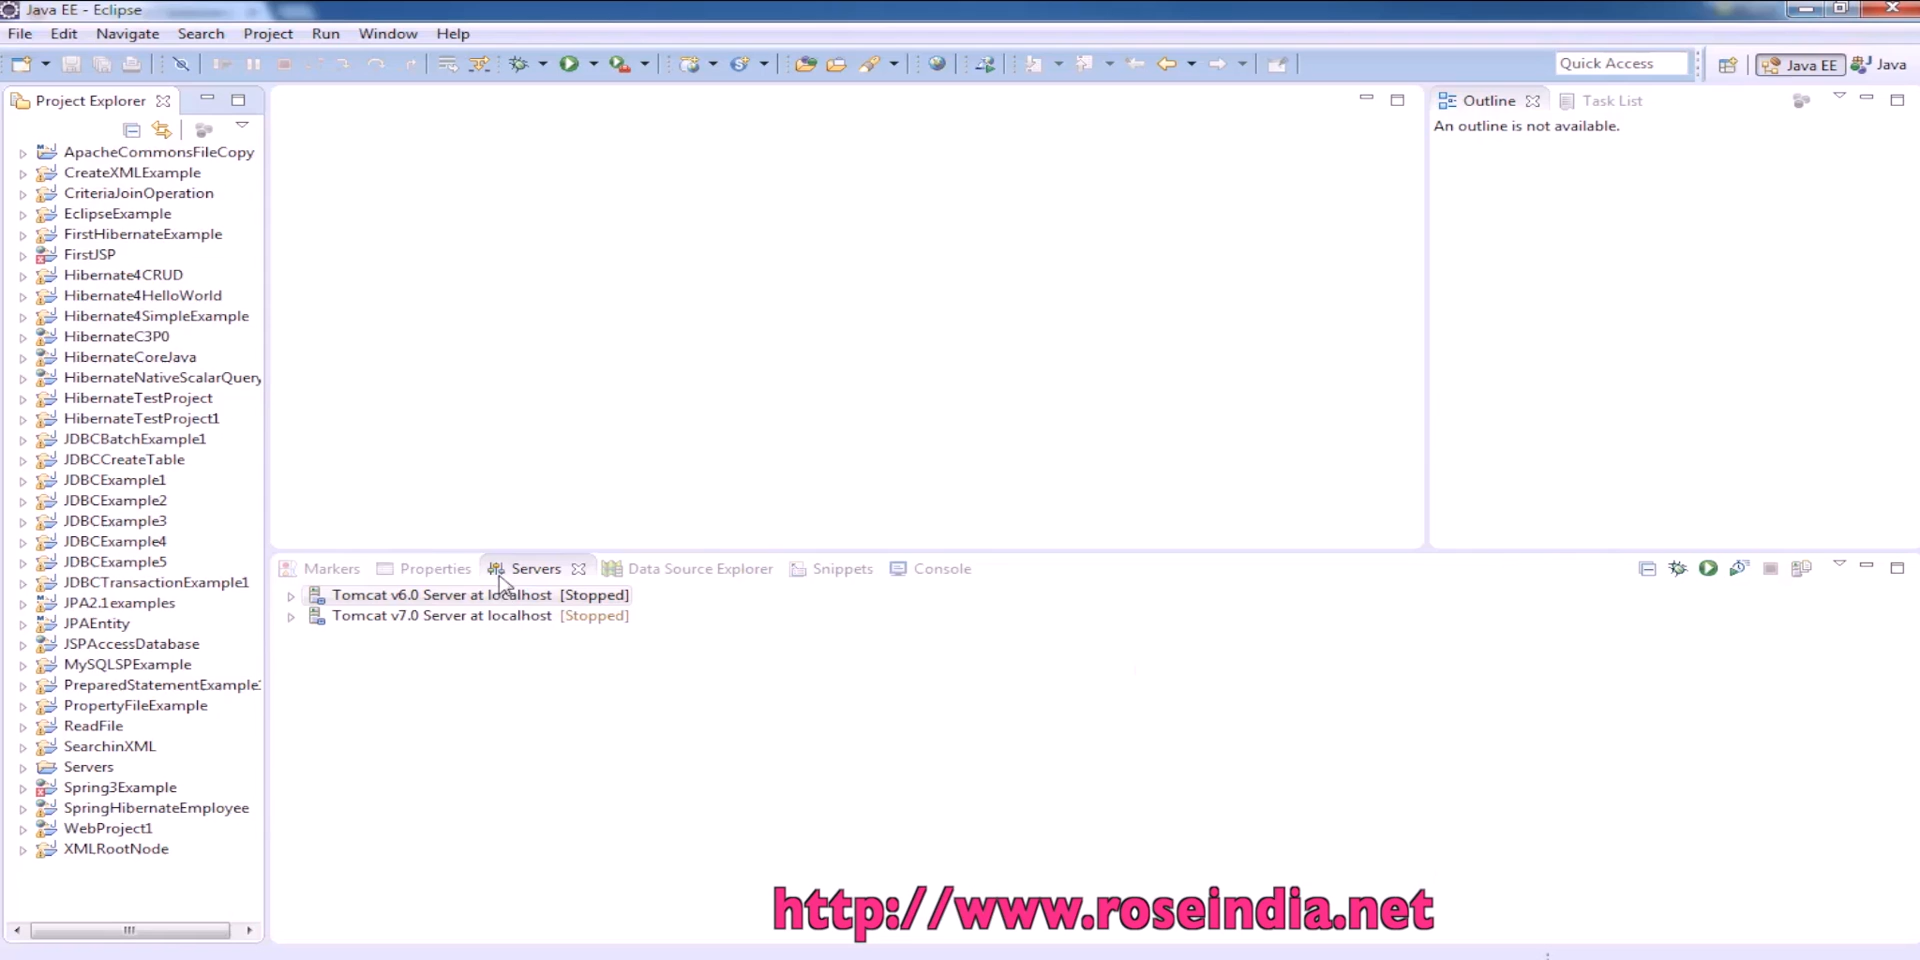 Java EE - Eclipse
File Edit Navigate Search Project Run Window Help
Quick Access
Java EE
Java
Project Explorer
ApacheCommonsFileCopy
CreateXMLExample
CriteriaJoinOperation
EclipseExample
FirstHibernateExample
FirstJSP
Hibernate4CRUD
Hibernate4HelloWorld
Hibernate4SimpleExample
HibernateC3P0
HibernateCoreJava
HibernateNativeScalarQuery
HibernateTestProject
HibernateTestProject1
JDBCBatchExample1
JDBCCreateTable
JDBCExample1
JDBCExample2
JDBCExample3
JDBCExample4
JDBCExample5
JDBCTransactionExample1
JPA2.1examples
JPAEntity
JSPAccessDatabase
MySQLSPExample
PreparedStatementExample
PropertyFileExample
ReadFile
SearchinXML
Servers
Spring3Example
SpringHibernateEmployee
WebProject1
XMLRootNode
Outline Task List
An outline is not available.
Markers Properties Servers Data Source Explorer Snippets Console
Tomcat v6.0 Server at localhost [Stopped]
Tomcat v7.0 Server at localhost [Stopped]
http://www.roseindia.net